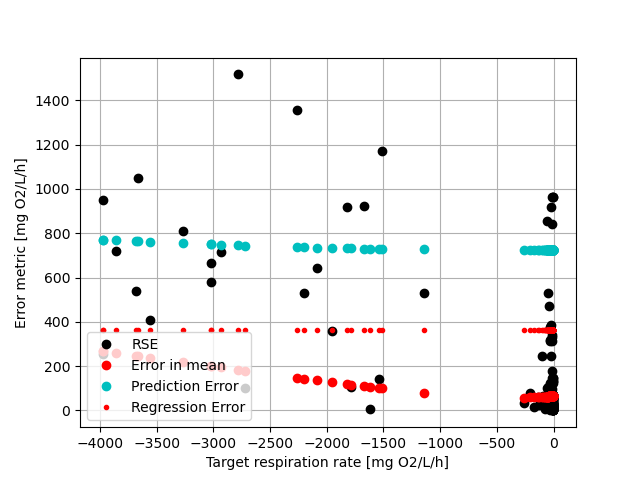 Error metric [mg O2/L/h]
1400
1200
1000
800
600
400
200
0
RSE
Error in mean
Prediction Error
Regression Error
−4000 −3500 −3000 −2500 −2000 −1500 −1000 −500 0
Target respiration rate [mg O2/L/h]